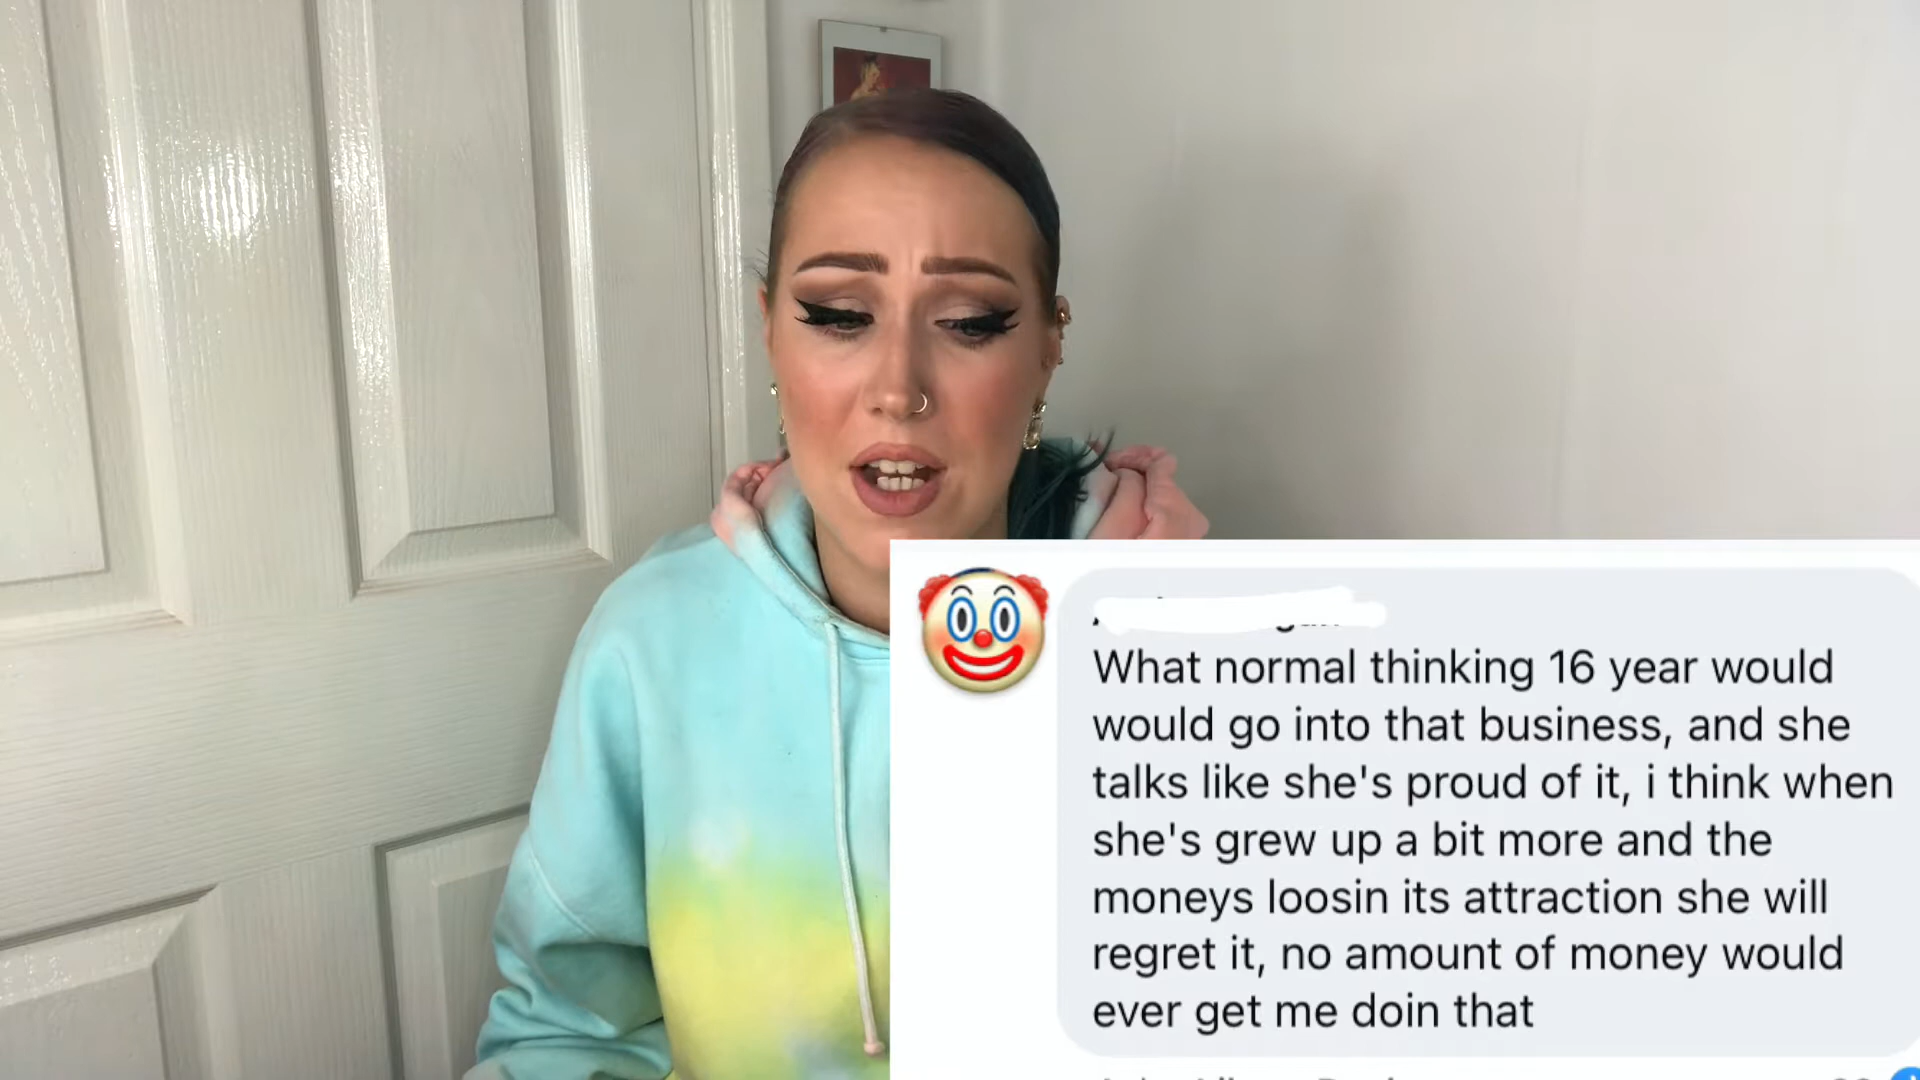 What normal thinking 16 year would
would go into that business, and she
talks like she's proud of it, i think when
she's grew up a bit more and the
moneys loosin its attraction she will
regret it, no amount of money would
ever get me doin that